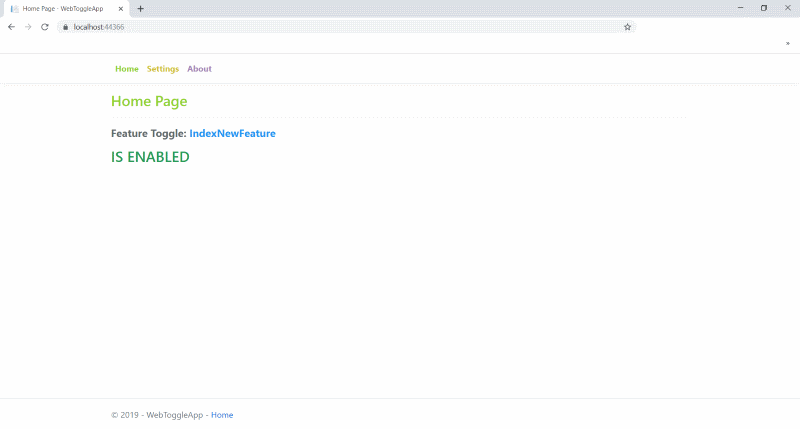 Home Page - WebToggleApp
localhost:44366
»
Home Settings About
Home Page
Feature Toggle: IndexNewFeature
IS ENABLED
© 2019 - WebToggleApp - Home